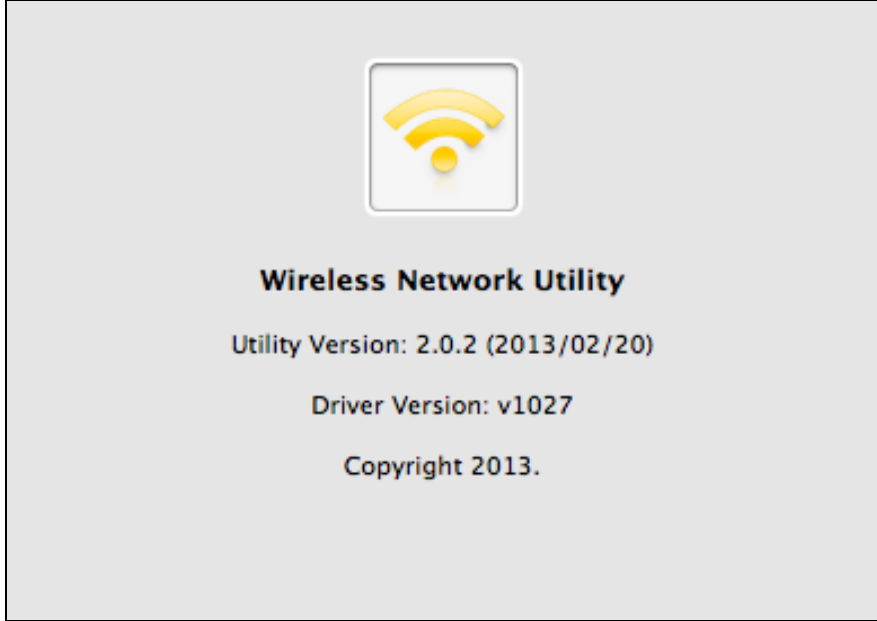 Wireless Network Utility
Utility Version: 2.0.2 (2013/02/20)
Driver Version: v1027
Copyright 2013.